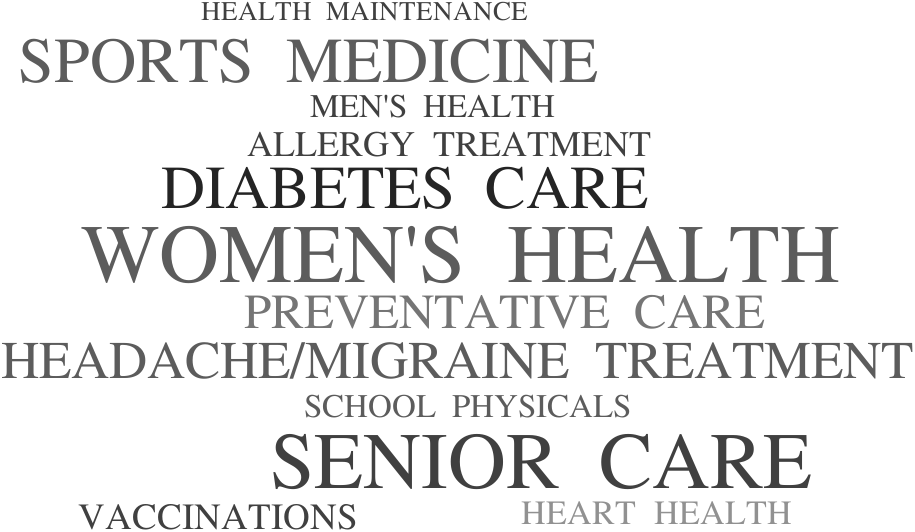 HEALTH MAINTENANCE
SPORTS MEDICINE
MEN'S HEALTH
ALLERGY TREATMENT
DIABETES CARE
WOMEN'S HEALTH
PREVENTATIVE CARE
HEADACHE/MIGRAINE TREATMENT
SCHOOL PHYSICALS
SENIOR CARE
VACCINATIONS
HEART HEALTH